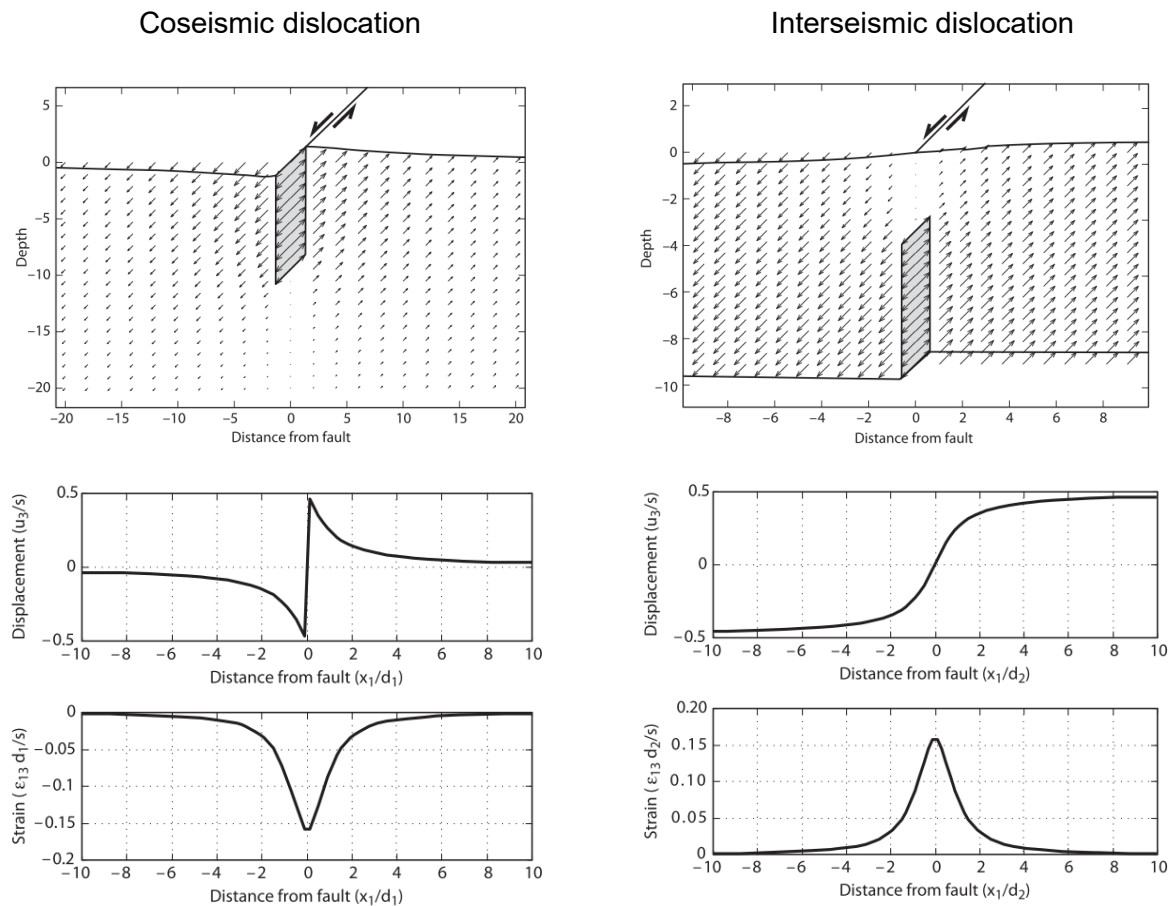 Coseismic dislocation
Interseismic dislocation
5
0
−5
−10
−15
−20
Depth
−20 −15 −10 −5 0 5 10 15 20
Distance from fault
2
0
−2
−4
−6
−8
−10
Depth
−8 −6 −4 −2 0 2 4 6 8
Distance from fault
0.5
0
−0.5
Displacement (u₃/s)
−10 −8 −6 −4 −2 0 2 4 6 8 10
Distance from fault (x₁/d₁)
0.5
0
−0.5
Displacement (u₃/s)
−10 −8 −6 −4 −2 0 2 4 6 8 10
Distance from fault (x₁/d₂)
0
−0.05
−0.1
−0.15
−0.2
Strain ( ε₁₃ d₁/s)
−10 −8 −6 −4 −2 0 2 4 6 8 10
Distance from fault (x₁/d₁)
0.20
0.15
0.10
0.05
0
Strain ( ε₁₃ d₂/s)
−10 −8 −6 −4 −2 0 2 4 6 8 10
Distance from fault (x₁/d₂)